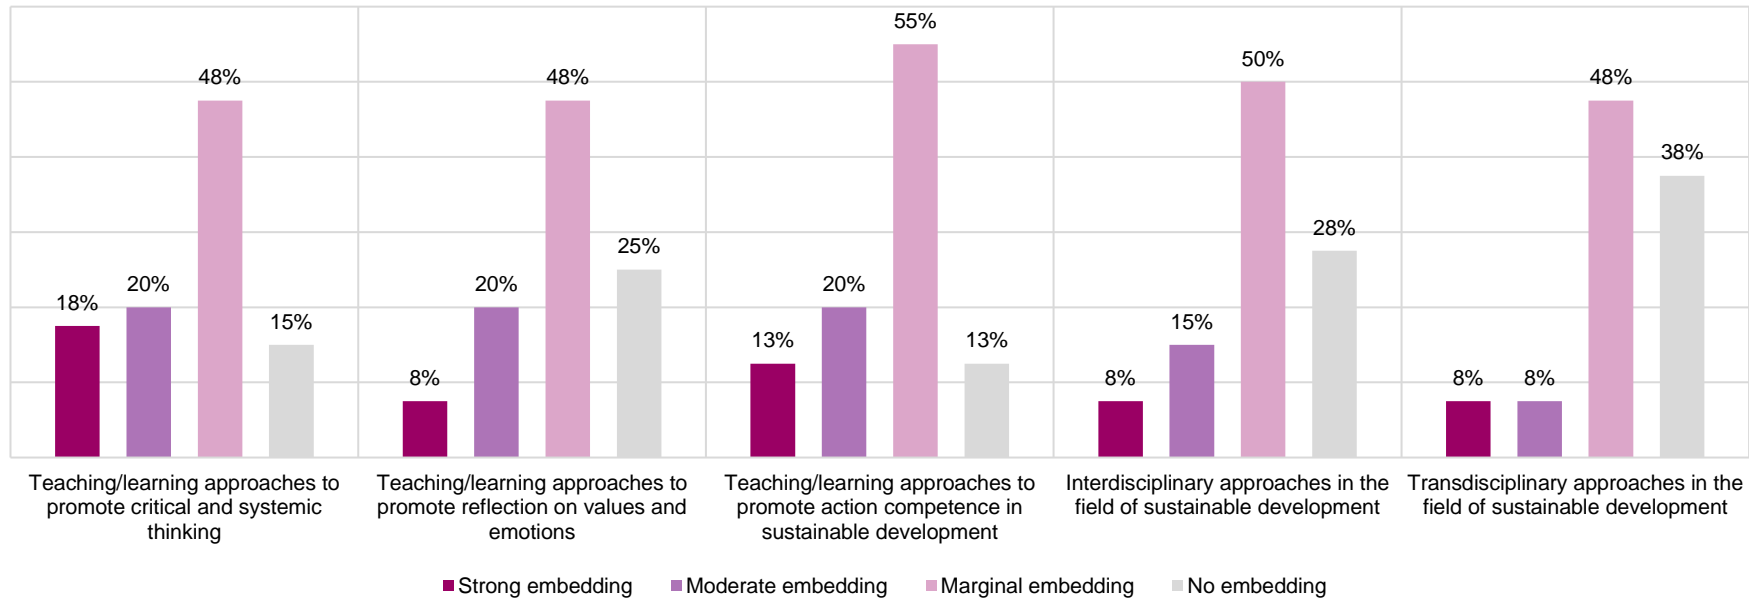 18%
20%
48%
15%
8%
20%
48%
25%
13%
20%
55%
13%
8%
15%
50%
28%
8%
8%
48%
38%
Teaching/learning approaches to
promote critical and systemic
thinking
Teaching/learning approaches to
promote reflection on values and
emotions
Teaching/learning approaches to
promote action competence in
sustainable development
Interdisciplinary approaches in the
field of sustainable development
Transdisciplinary approaches in the
field of sustainable development
Strong embedding
Moderate embedding
Marginal embedding
No embedding